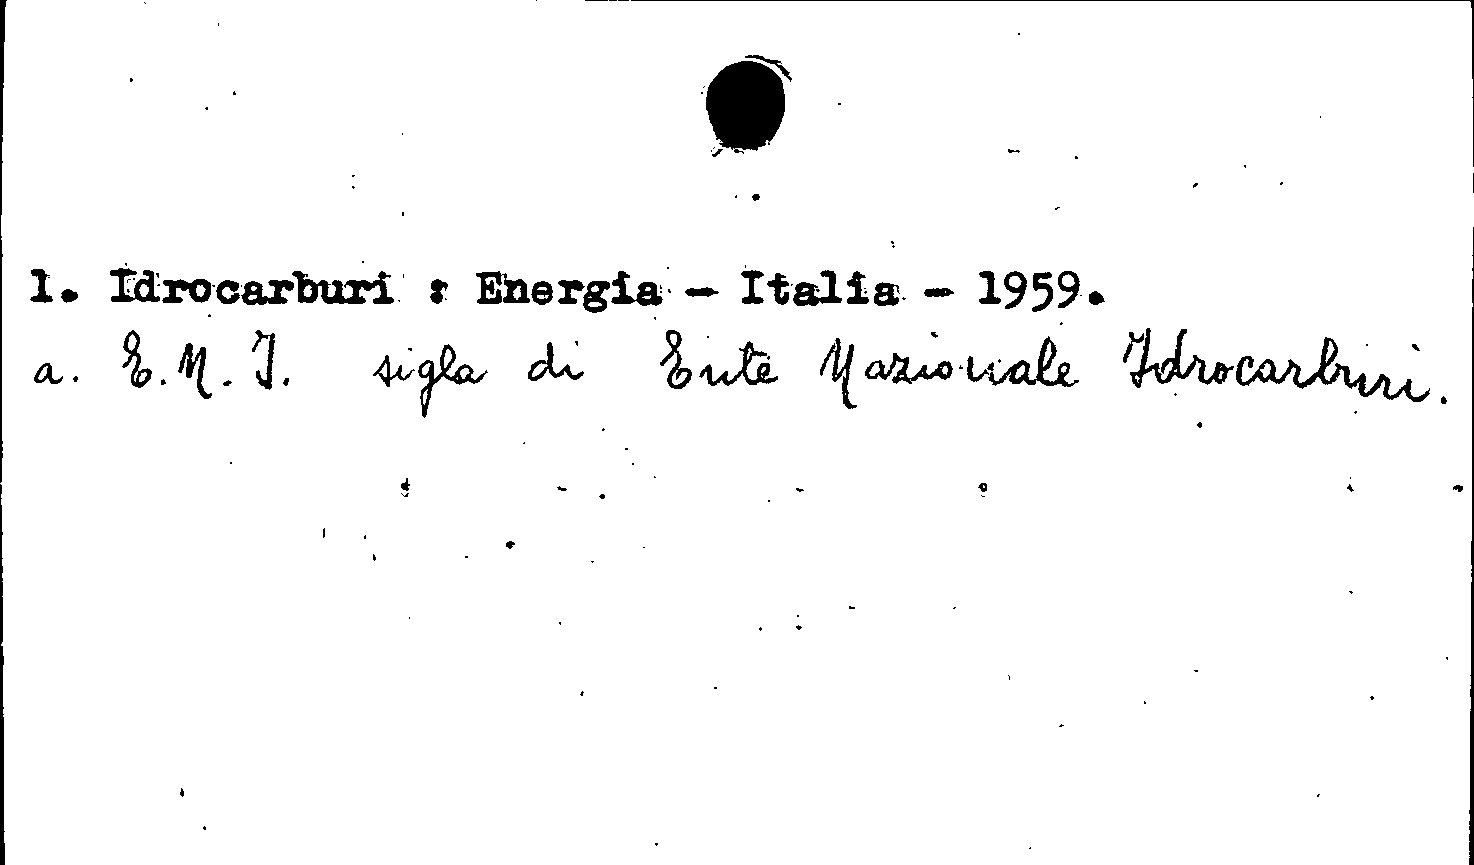 1. Idrocarburi : Energia - Italia - 1959.
a. E.N.I. sigla di Ente Nazionale Idrocarburi.